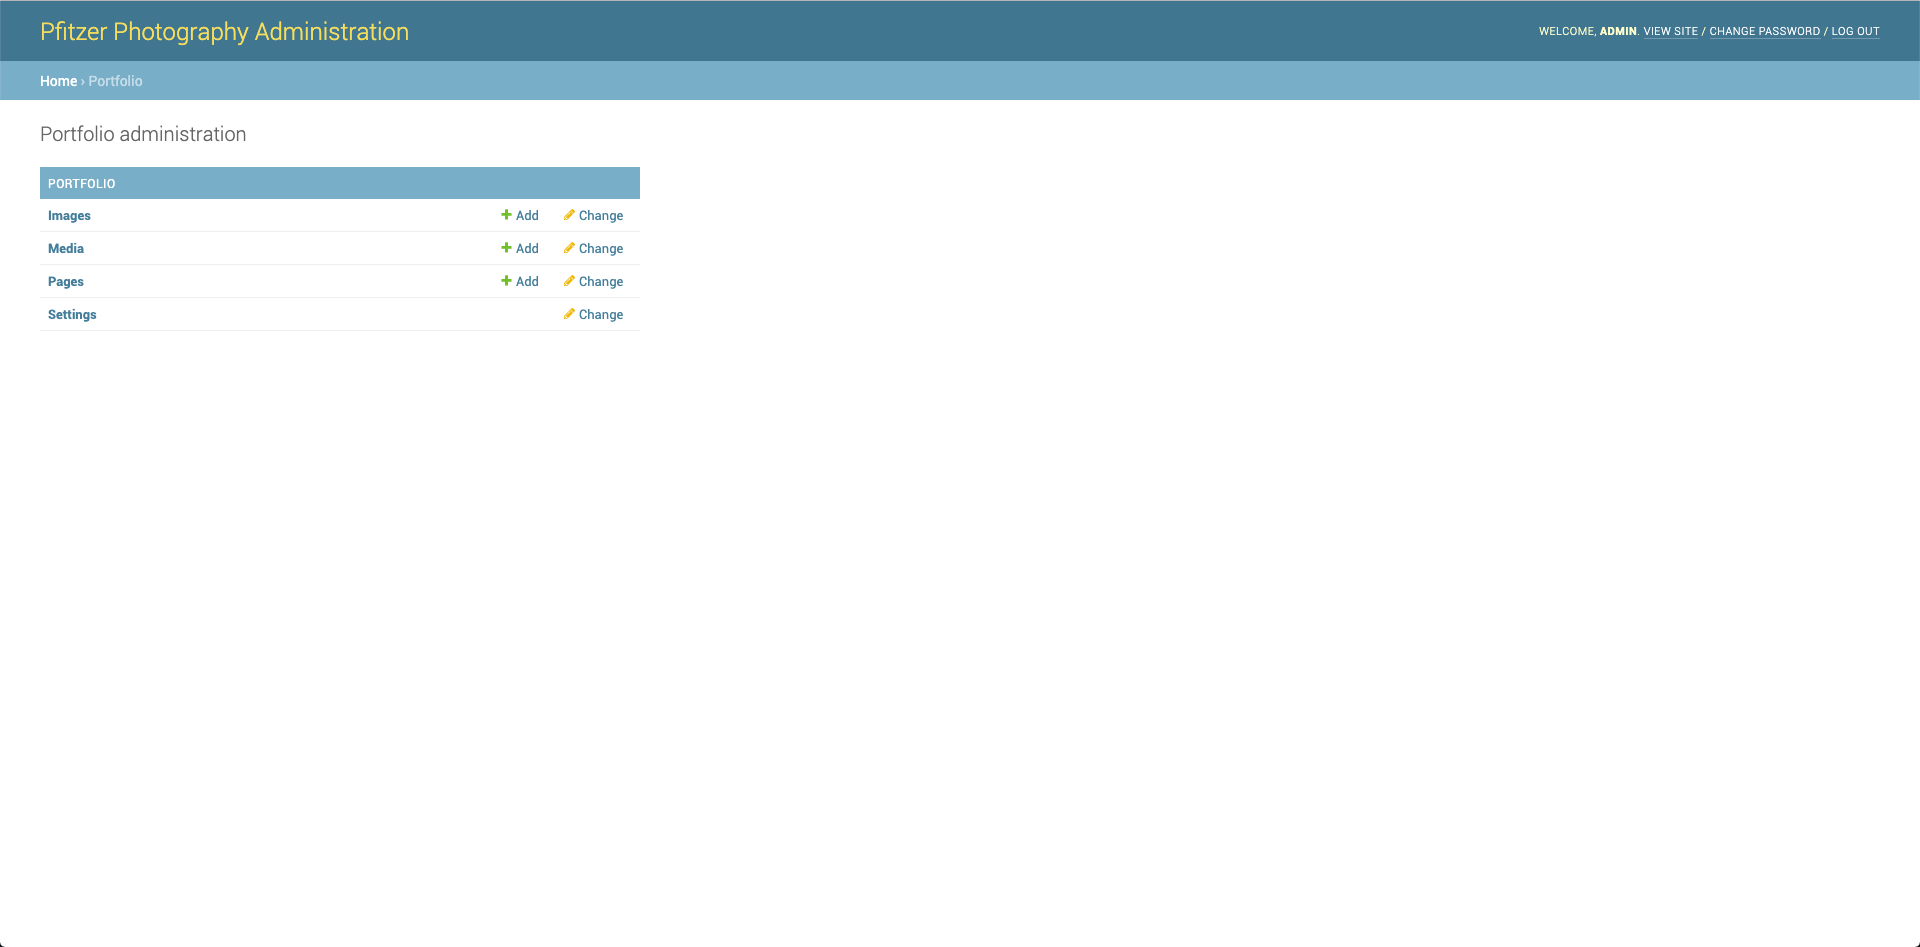 Pfitzer Photography Administration
WELCOME, ADMIN. VIEW SITE / CHANGE PASSWORD / LOG OUT
Home › Portfolio
Portfolio administration
PORTFOLIO
Images Add Change
Media Add Change
Pages Add Change
Settings Change